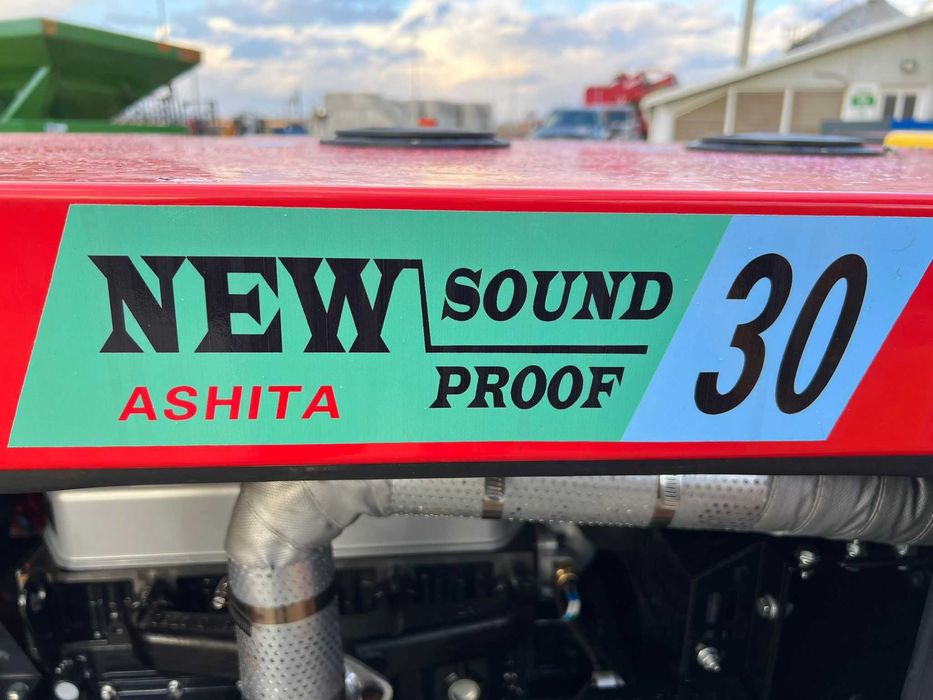 NEW SOUND
PROOF
ASHITA
30